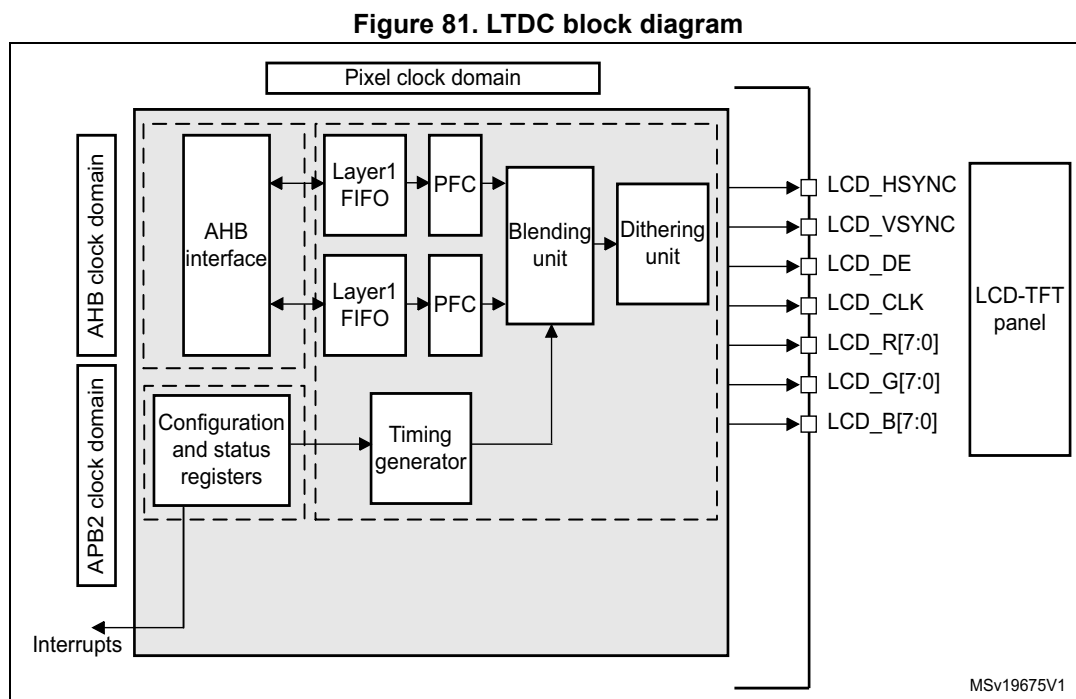 Figure 81. LTDC block diagram
Pixel clock domain
AHB clock domain
AHB
interface
Layer1
FIFO
PFC
Layer1
FIFO
PFC
Blending
unit
Dithering
unit
LCD_HSYNC
LCD_VSYNC
LCD_DE
LCD_CLK
LCD_R[7:0]
LCD_G[7:0]
LCD_B[7:0]
LCD-TFT
panel
APB2 clock domain
Configuration
and status
registers
Timing
generator
Interrupts
MSv19675V1